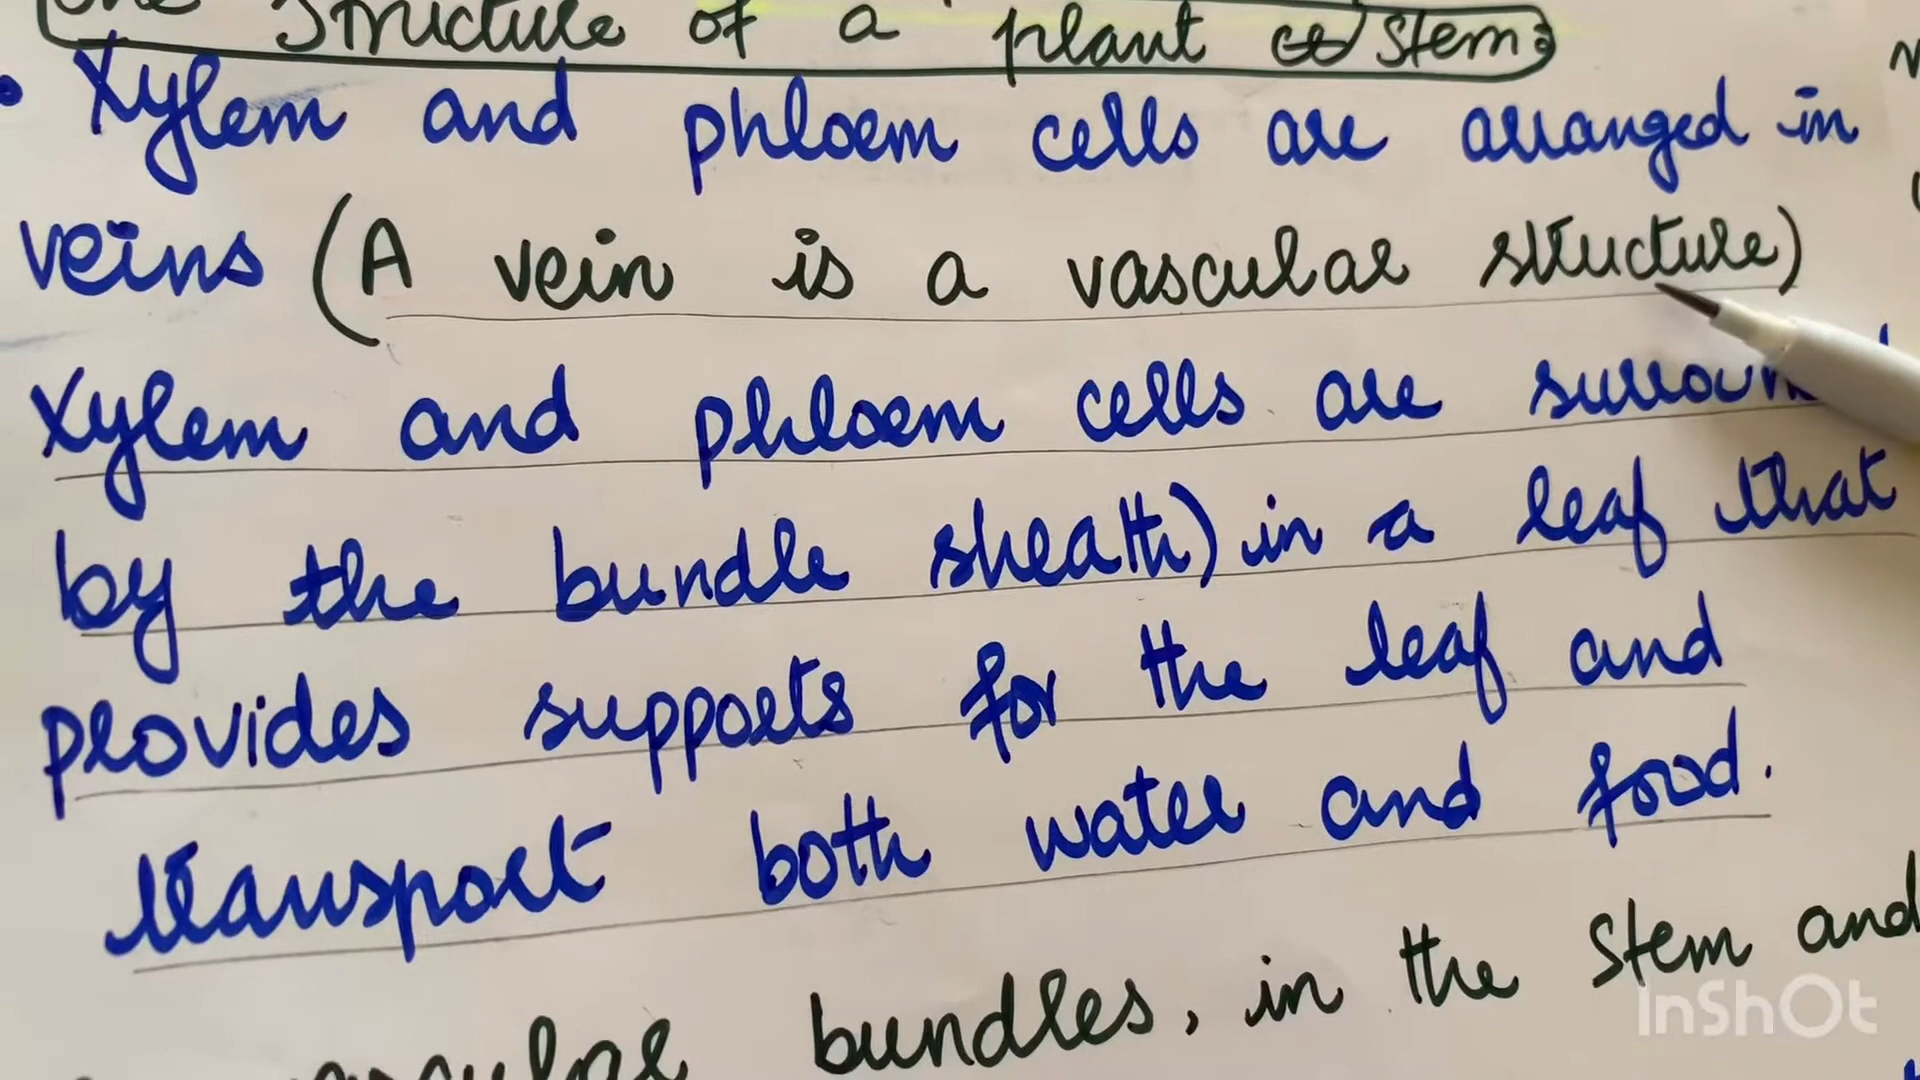 Structure of a plant stem:
• Xylem and phloem cells are arranged in
veins (A vein is a vascular structure)
Xylem and phloem cells are
by the bundle sheath) in a leaf that
provides supports for the leaf and
transport both water and food.
bundles, in the stem and
InShOt